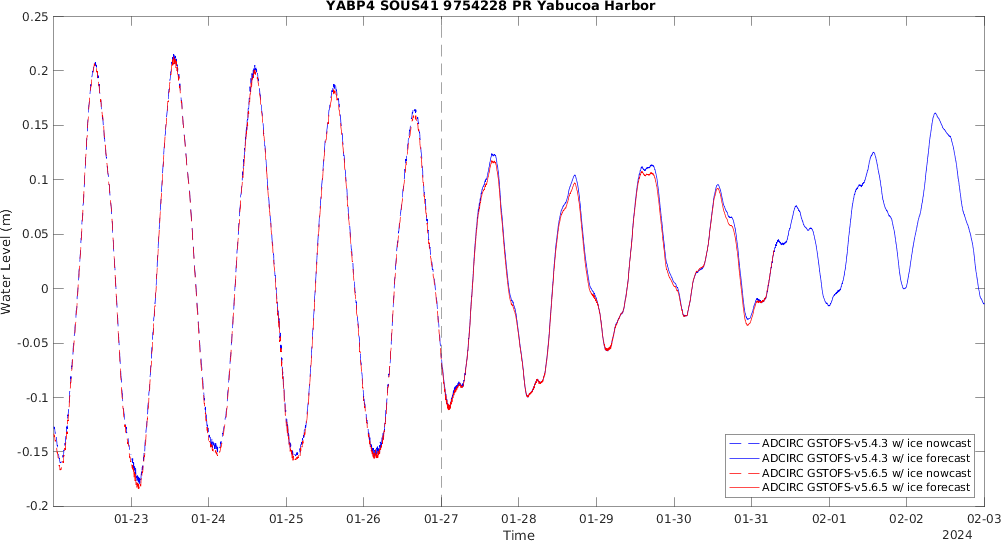 YABP4 SOUS41 9754228 PR Yabucoa Harbor
0.25
0.2
0.15
0.1
0.05
0
-0.05
-0.1
-0.15
-0.2
Water Level (m)
ADCIRC GSTOFS-v5.4.3 w/ ice nowcast
ADCIRC GSTOFS-v5.4.3 w/ ice forecast
ADCIRC GSTOFS-v5.6.5 w/ ice nowcast
ADCIRC GSTOFS-v5.6.5 w/ ice forecast
01-23 01-24 01-25 01-26 01-27 01-28 01-29 01-30 01-31 02-01 02-02 02-03
Time
2024